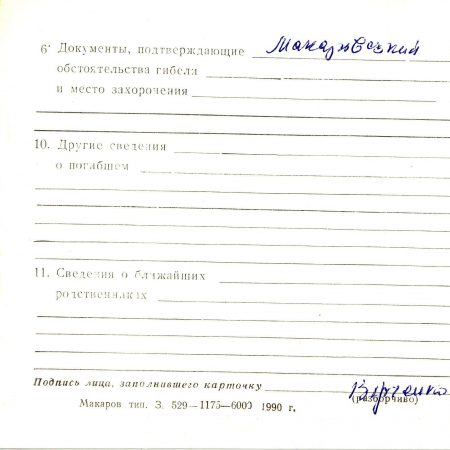 6· Документы, подтверждающие
обстоятельства гибели
и место захоронения
10. Другие сведения
о погибшем
11. Сведения о ближайших
родственниках
Подпись лица, заполнившего карточку
(разборчиво)
Макаров тип. З. 529—1175—6000 1990 г.